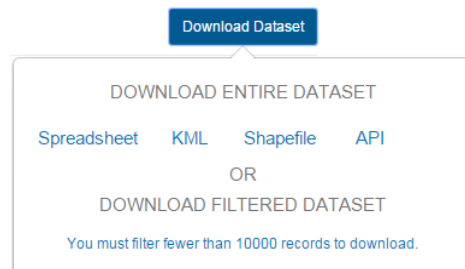 Download Dataset
DOWNLOAD ENTIRE DATASET
Spreadsheet KML Shapefile API
OR
DOWNLOAD FILTERED DATASET
You must filter fewer than 10000 records to download.